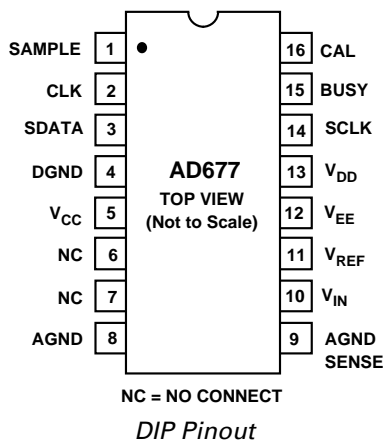 SAMPLE 1 16 CAL
CLK 2 15 BUSY
SDATA 3 14 SCLK
DGND 4 AD677 13 VDD
TOP VIEW
VCC 5 (Not to Scale) 12 VEE
NC 6 11 VREF
NC 7 10 VIN
AGND 8 9 AGND
SENSE
NC = NO CONNECT
DIP Pinout